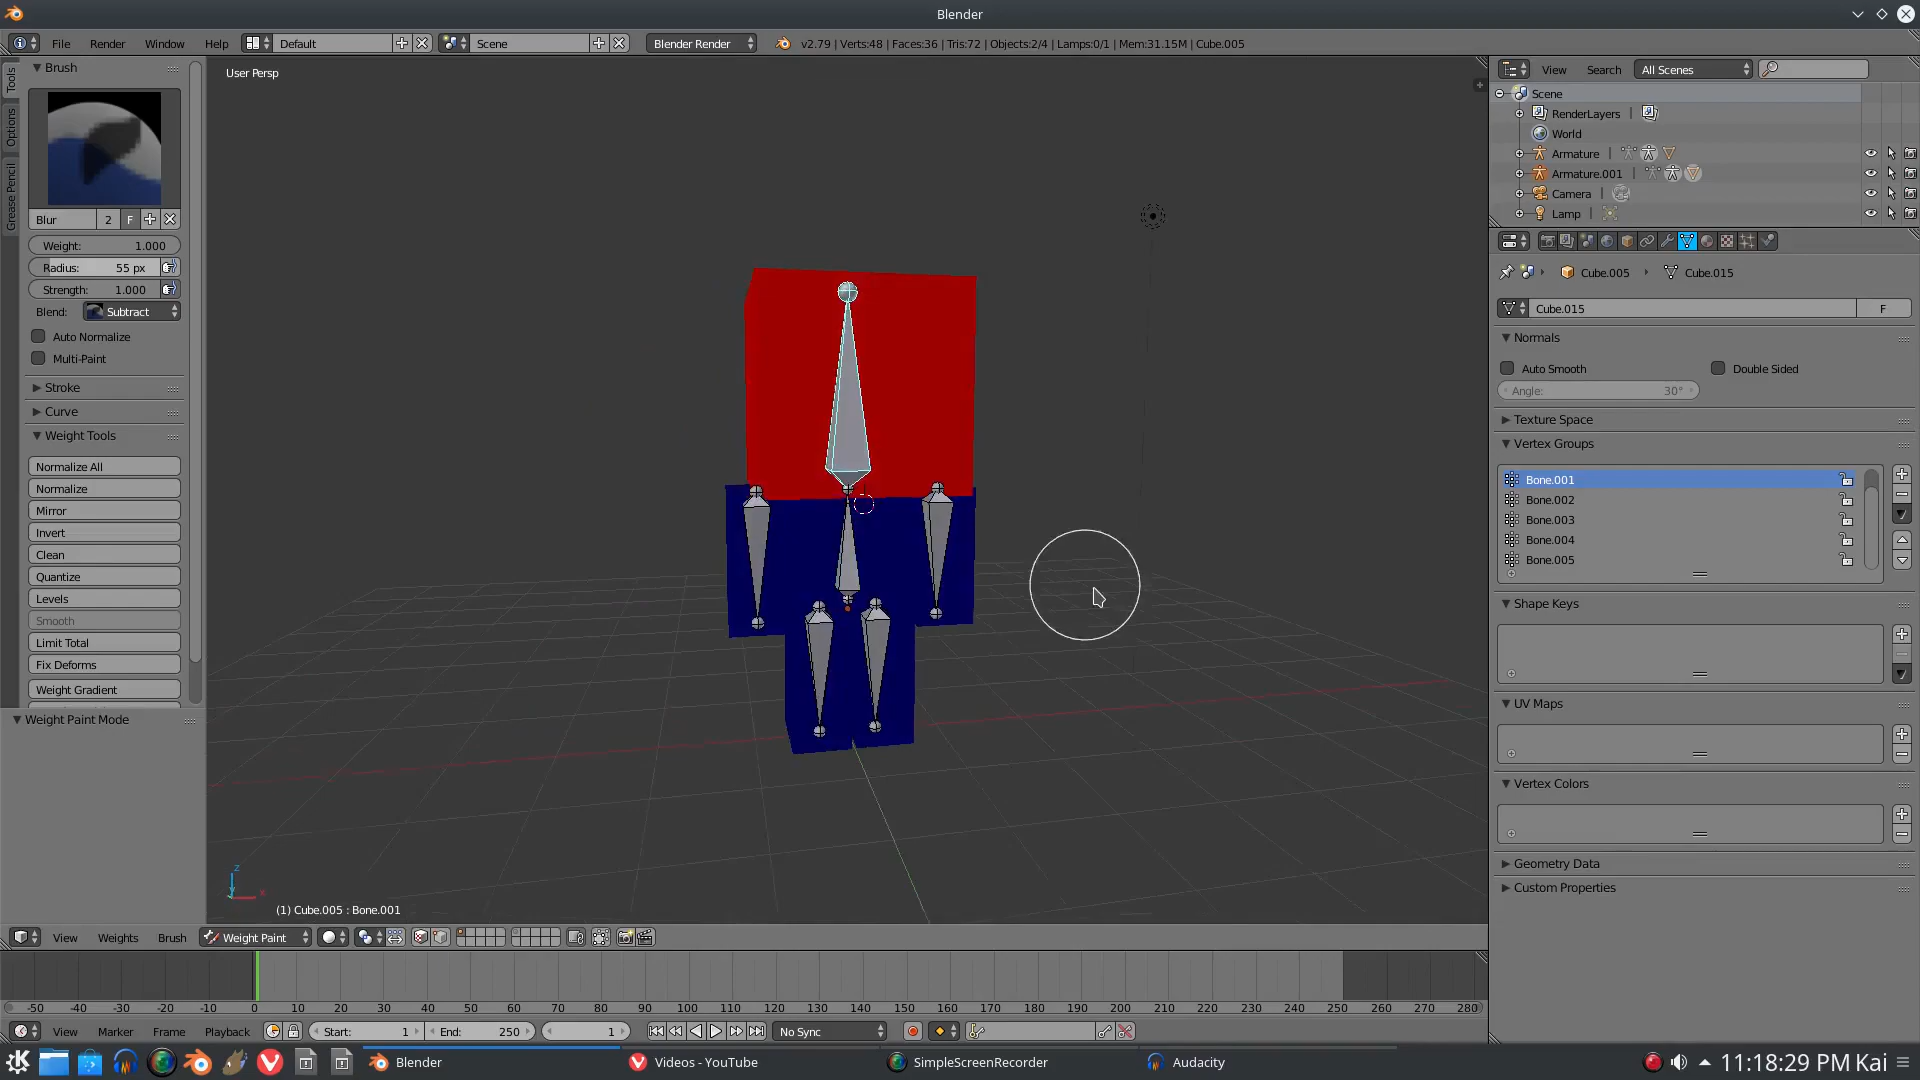 Blender
File Render Window Help Default Scene Blender Render v2.79 | Verts:48 | Faces:36 | Tris:72 | Objects:2/4 | Lamps:0/1 | Mem:31.15M | Cube.005
Tools
Options
Grease Pencil
Brush
Blur 2 F
Weight: 1.000
Radius: 55 px
Strength: 1.000
Blend: Subtract
Auto Normalize
Multi-Paint
Stroke
Curve
Weight Tools
Normalize All
Normalize
Mirror
Invert
Clean
Quantize
Levels
Smooth
Limit Total
Fix Deforms
Weight Gradient
Weight Paint Mode
User Persp
z
x
(1) Cube.005 : Bone.001
View Weights Brush Weight Paint
-50 -40 -30 -20 -10 0 10 20 30 40 50 60 70 80 90 100 110 120 130 140 150 160 170 180 190 200 210 220 230 240 250 260 270 280
View Marker Frame Playback Start: 1 End: 250 1 No Sync
View Search All Scenes
Scene
RenderLayers |
World
Armature |
Armature.001 |
Camera |
Lamp |
Cube.005 Cube.015
Cube.015 F
Normals
Auto Smooth Double Sided
Angle: 30°
Texture Space
Vertex Groups
Bone.001
Bone.002
Bone.003
Bone.004
Bone.005
Shape Keys
UV Maps
Vertex Colors
Geometry Data
Custom Properties
Blender Videos - YouTube SimpleScreenRecorder Audacity 11:18:29 PM Kai